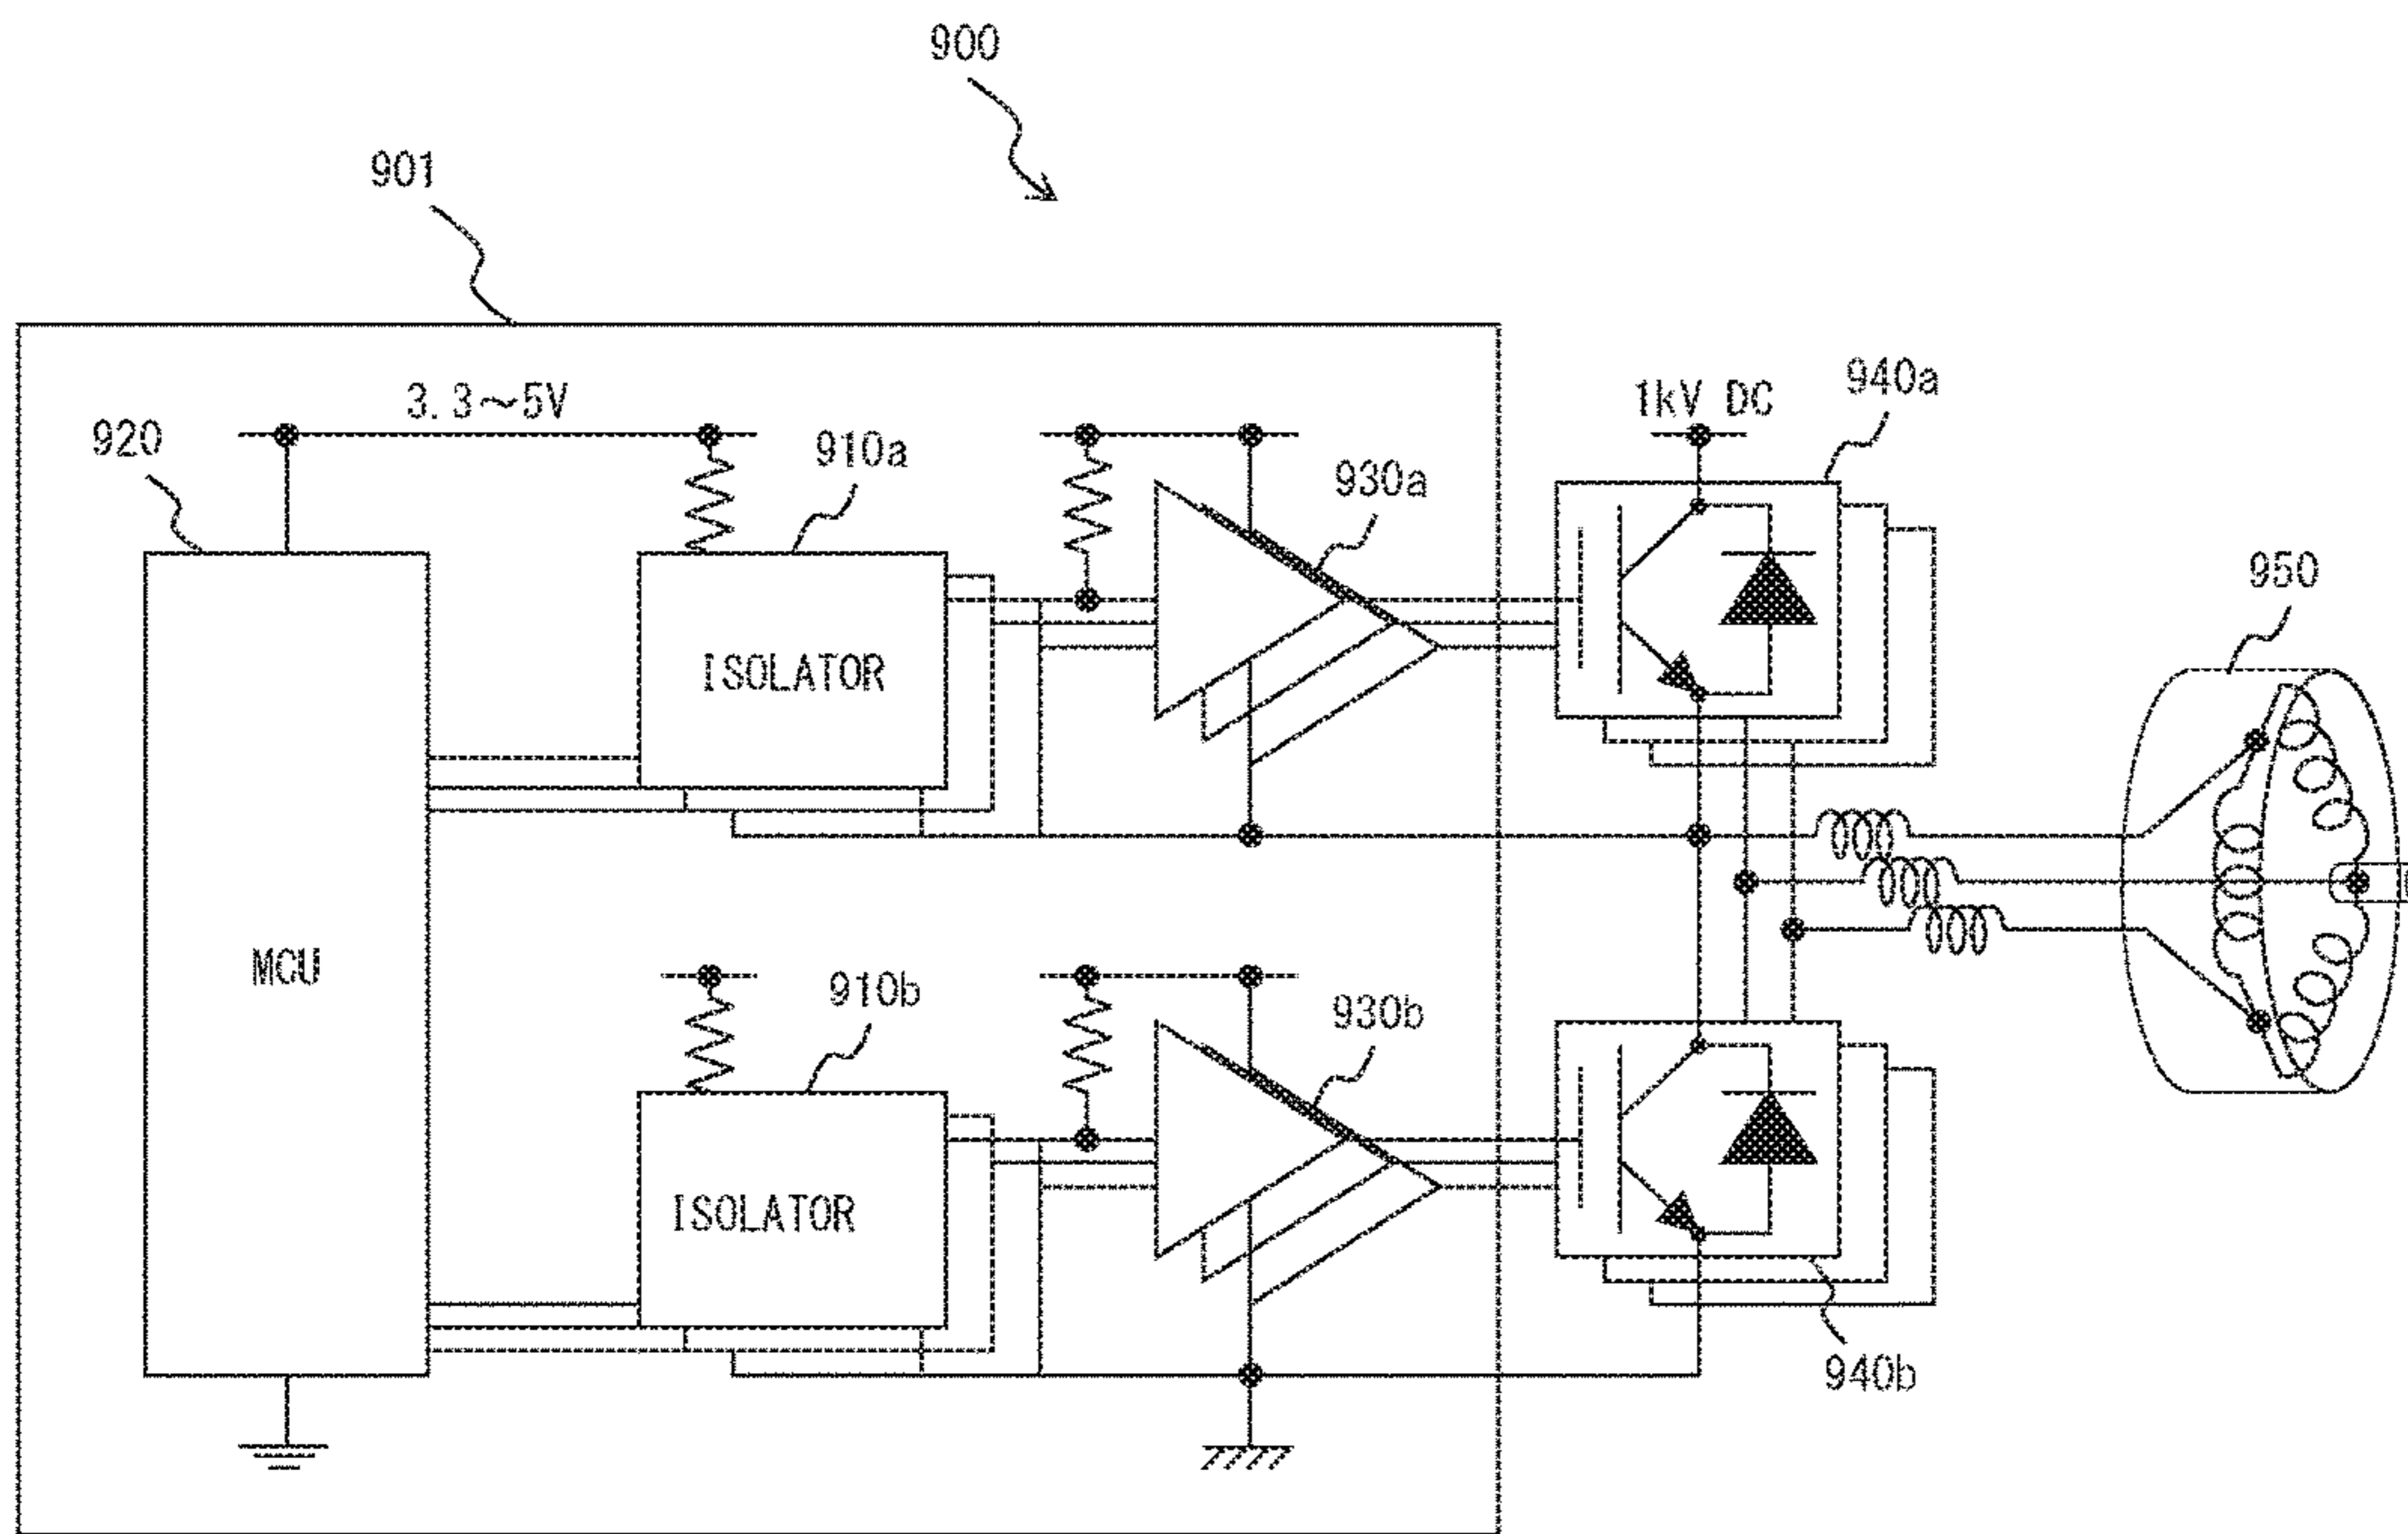 900
901
3.3~5V
1kV DC
940a
920
910a
930a
950
ISOLATOR
MCU
910b
930b
ISOLATOR
940b